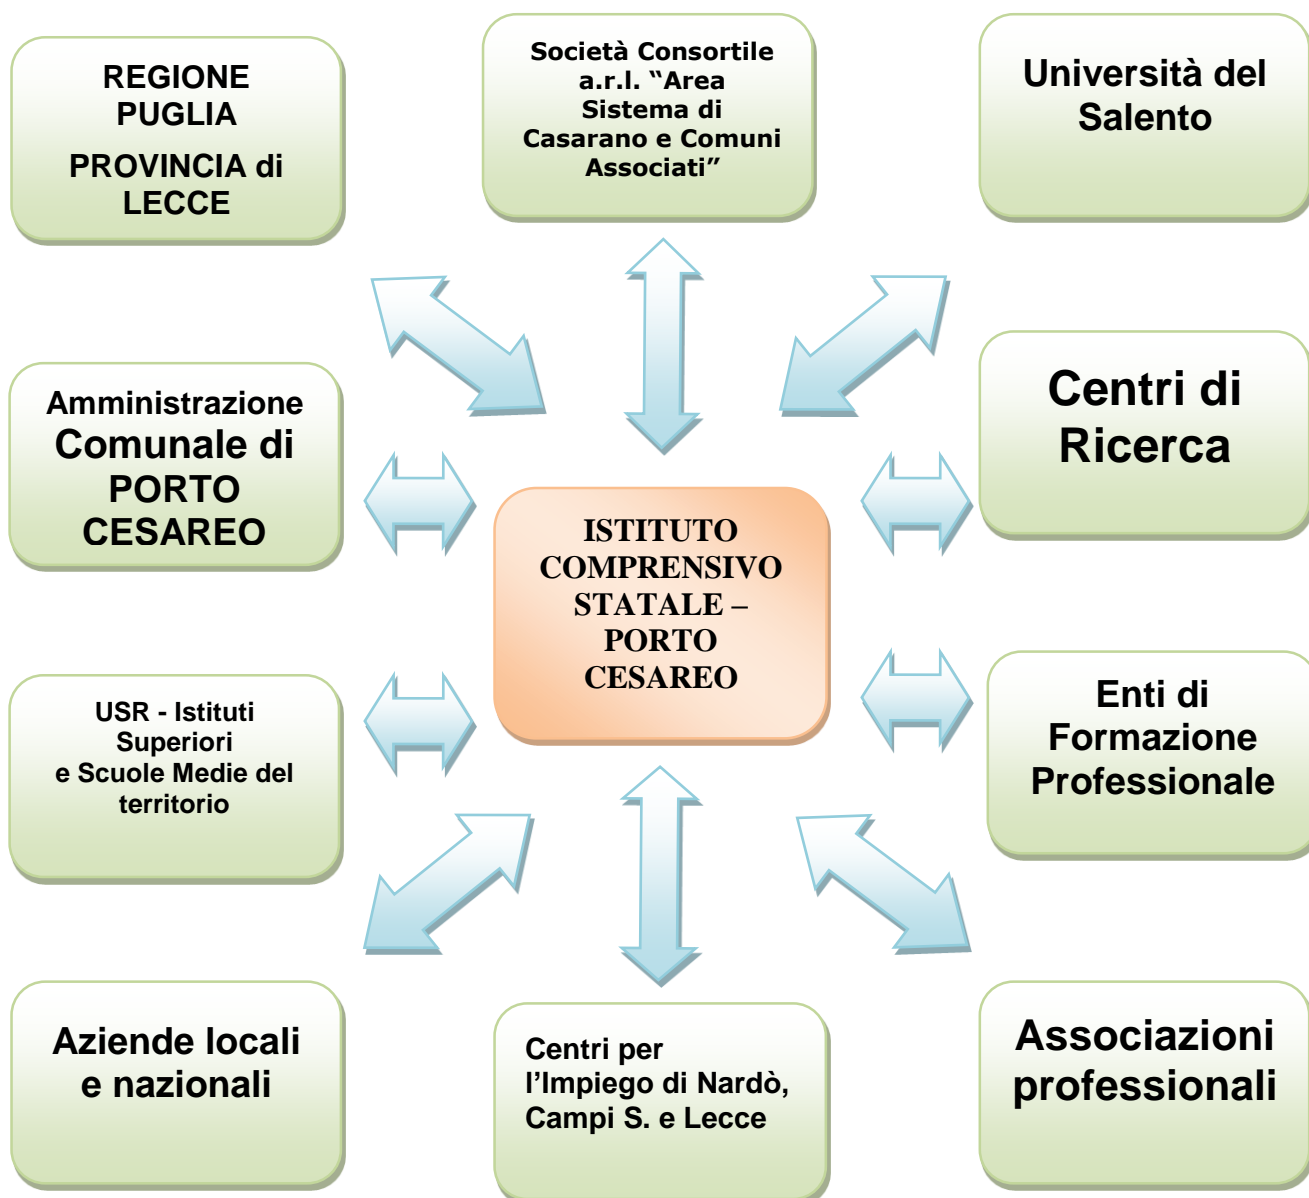 REGIONE
PUGLIA
PROVINCIA di
LECCE
Società Consortile
a.r.l. “Area
Sistema di
Casarano e Comuni
Associati”
Università del
Salento
Amministrazione
Comunale di
PORTO
CESAREO
ISTITUTO
COMPRENSIVO
STATALE –
PORTO
CESAREO
Centri di
Ricerca
USR - Istituti
Superiori
e Scuole Medie del
territorio
Enti di
Formazione
Professionale
Aziende locali
e nazionali
Centri per
l’Impiego di Nardò,
Campi S. e Lecce
Associazioni
professionali